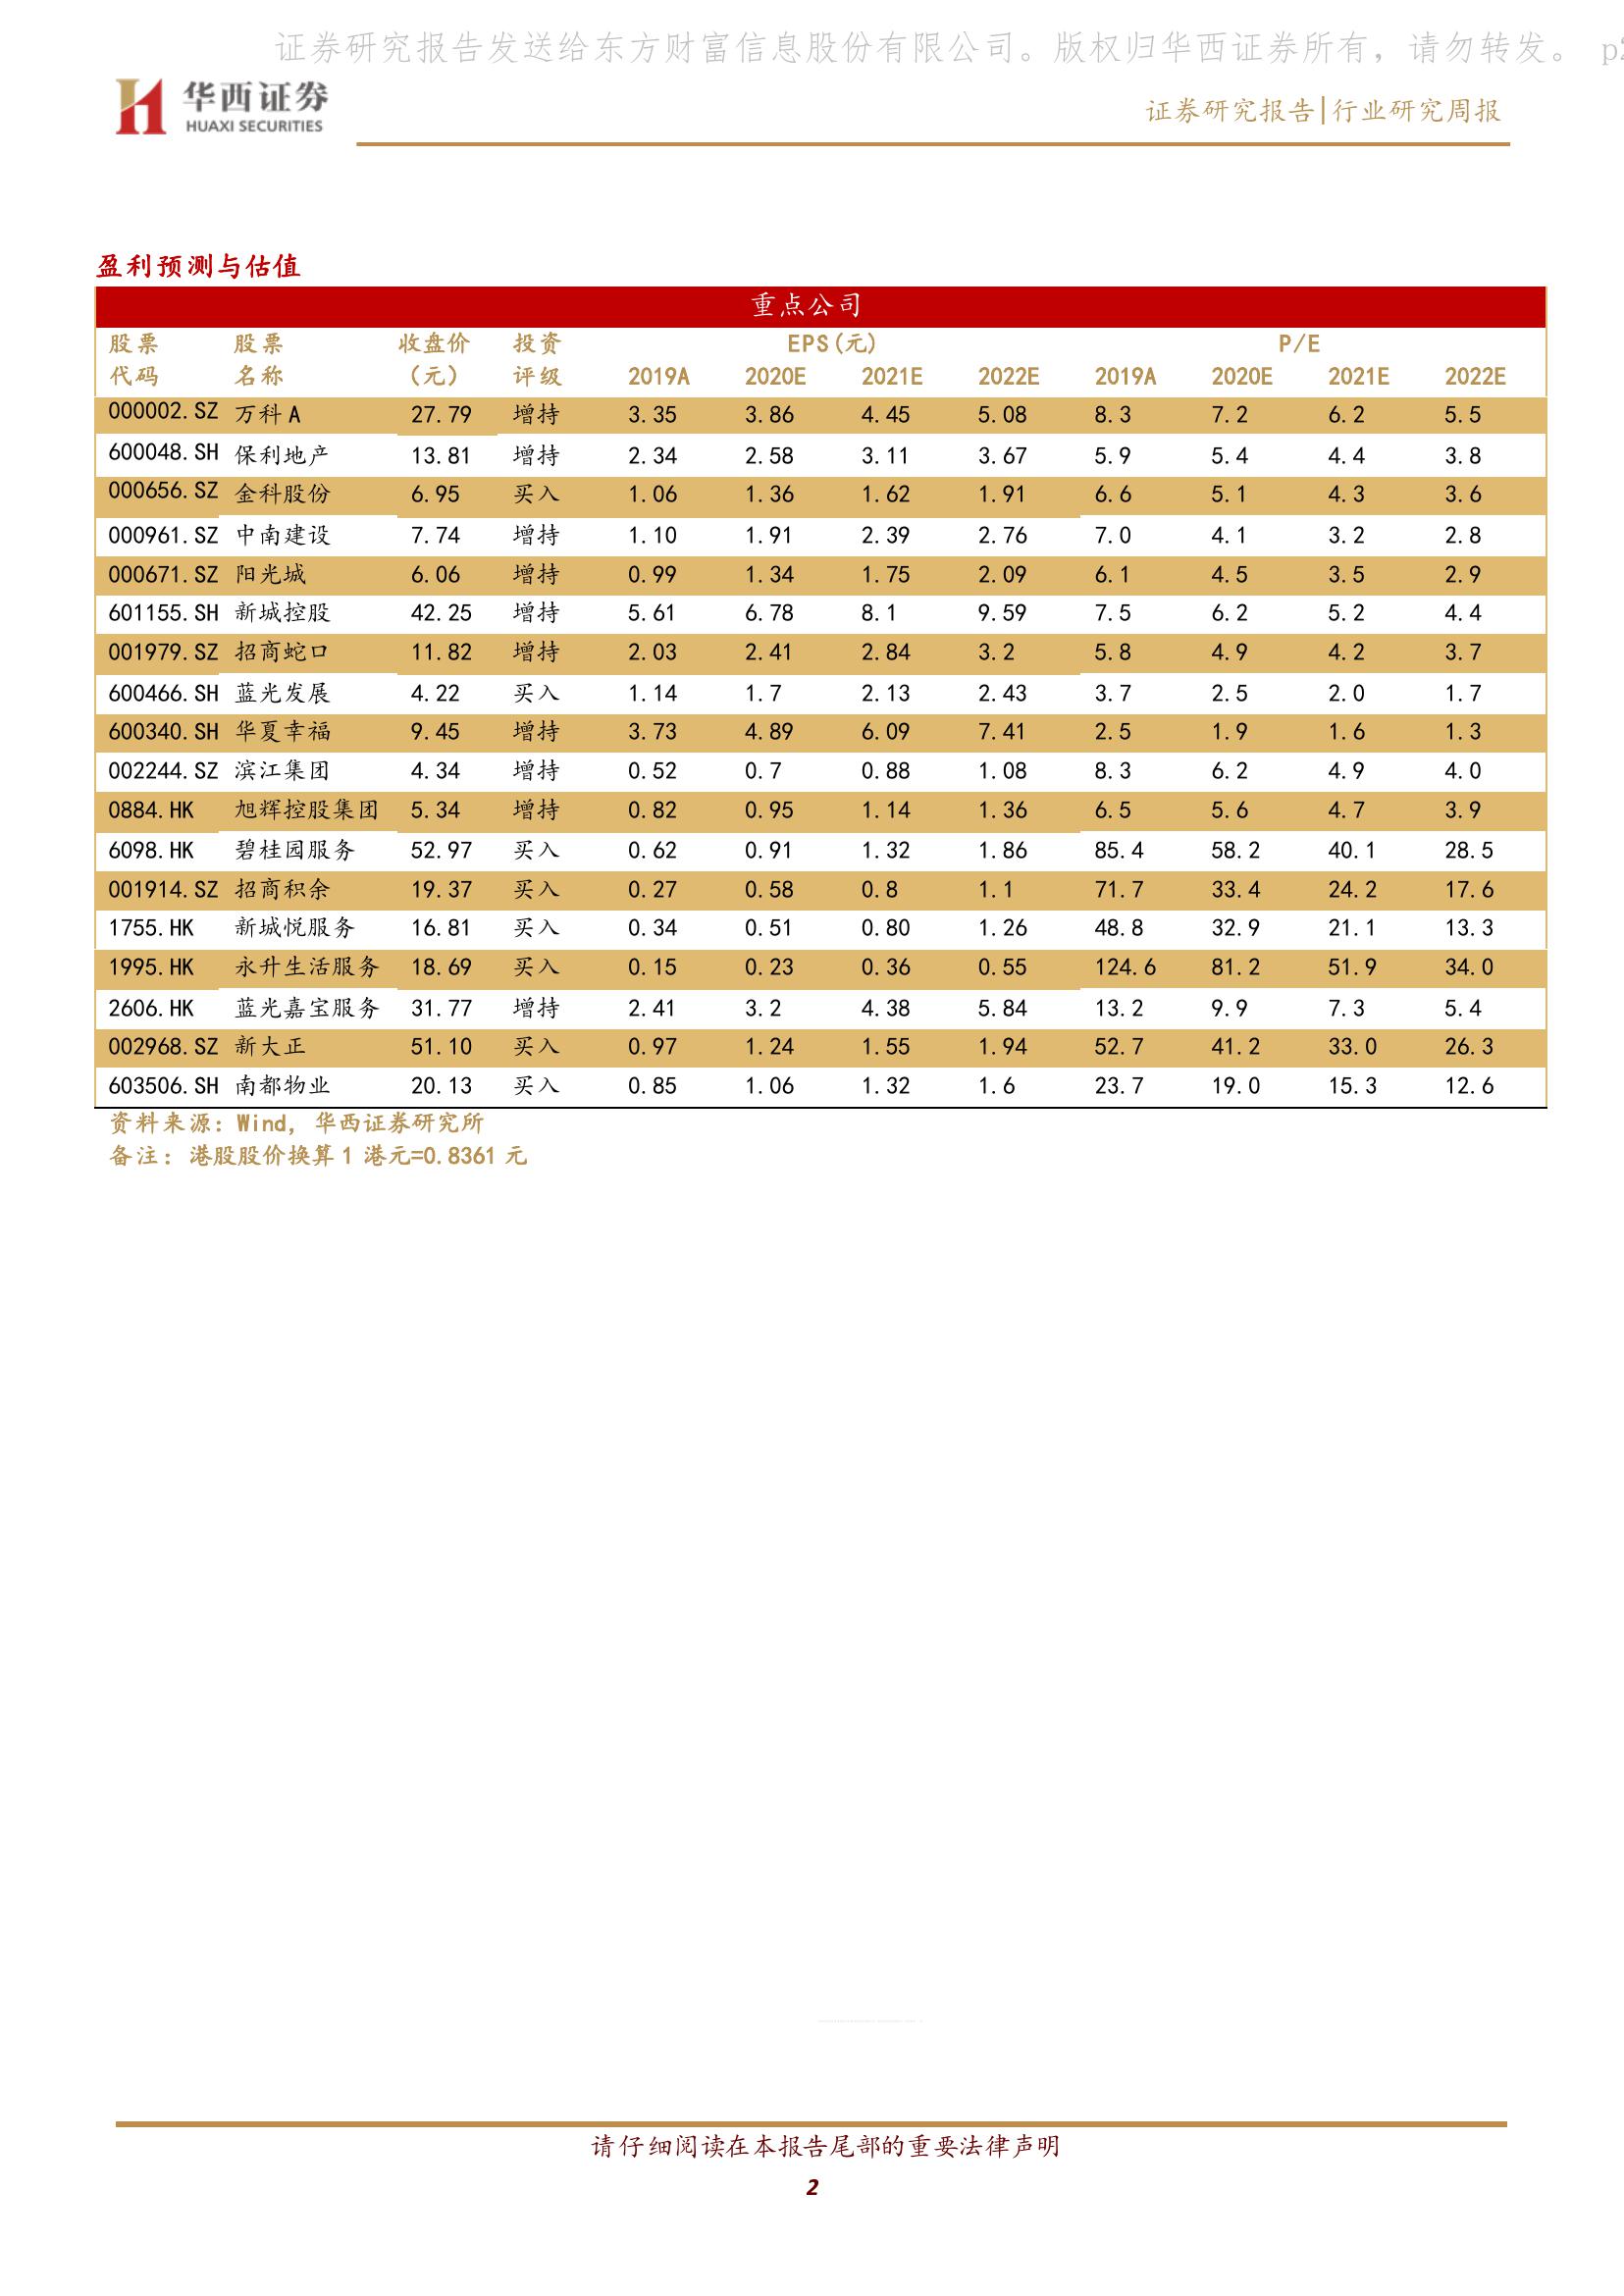 证券研究报告发送给东方财富信息股份有限公司。版权归华西证券所有，请勿转发。 p2
华西证券
HUAXI SECURITIES
证券研究报告|行业研究周报
盈利预测与估值
重点公司
股票 股票 收盘价 投资 EPS(元) P/E
代码 名称 （元） 评级 2019A 2020E 2021E 2022E 2019A 2020E 2021E 2022E
000002.SZ 万科A 27.79 增持 3.35 3.86 4.45 5.08 8.3 7.2 6.2 5.5
600048.SH 保利地产 13.81 增持 2.34 2.58 3.11 3.67 5.9 5.4 4.4 3.8
000656.SZ 金科股份 6.95 买入 1.06 1.36 1.62 1.91 6.6 5.1 4.3 3.6
000961.SZ 中南建设 7.74 增持 1.10 1.91 2.39 2.76 7.0 4.1 3.2 2.8
000671.SZ 阳光城 6.06 增持 0.99 1.34 1.75 2.09 6.1 4.5 3.5 2.9
601155.SH 新城控股 42.25 增持 5.61 6.78 8.1 9.59 7.5 6.2 5.2 4.4
001979.SZ 招商蛇口 11.82 增持 2.03 2.41 2.84 3.2 5.8 4.9 4.2 3.7
600466.SH 蓝光发展 4.22 买入 1.14 1.7 2.13 2.43 3.7 2.5 2.0 1.7
600340.SH 华夏幸福 9.45 增持 3.73 4.89 6.09 7.41 2.5 1.9 1.6 1.3
002244.SZ 滨江集团 4.34 增持 0.52 0.7 0.88 1.08 8.3 6.2 4.9 4.0
0884.HK 旭辉控股集团 5.34 增持 0.82 0.95 1.14 1.36 6.5 5.6 4.7 3.9
6098.HK 碧桂园服务 52.97 买入 0.62 0.91 1.32 1.86 85.4 58.2 40.1 28.5
001914.SZ 招商积余 19.37 买入 0.27 0.58 0.8 1.1 71.7 33.4 24.2 17.6
1755.HK 新城悦服务 16.81 买入 0.34 0.51 0.80 1.26 48.8 32.9 21.1 13.3
1995.HK 永升生活服务 18.69 买入 0.15 0.23 0.36 0.55 124.6 81.2 51.9 34.0
2606.HK 蓝光嘉宝服务 31.77 增持 2.41 3.2 4.38 5.84 13.2 9.9 7.3 5.4
002968.SZ 新大正 51.10 买入 0.97 1.24 1.55 1.94 52.7 41.2 33.0 26.3
603506.SH 南都物业 20.13 买入 0.85 1.06 1.32 1.6 23.7 19.0 15.3 12.6
资料来源：Wind，华西证券研究所
备注：港股股价换算1 港元=0.8361元
请仔细阅读在本报告尾部的重要法律声明
2